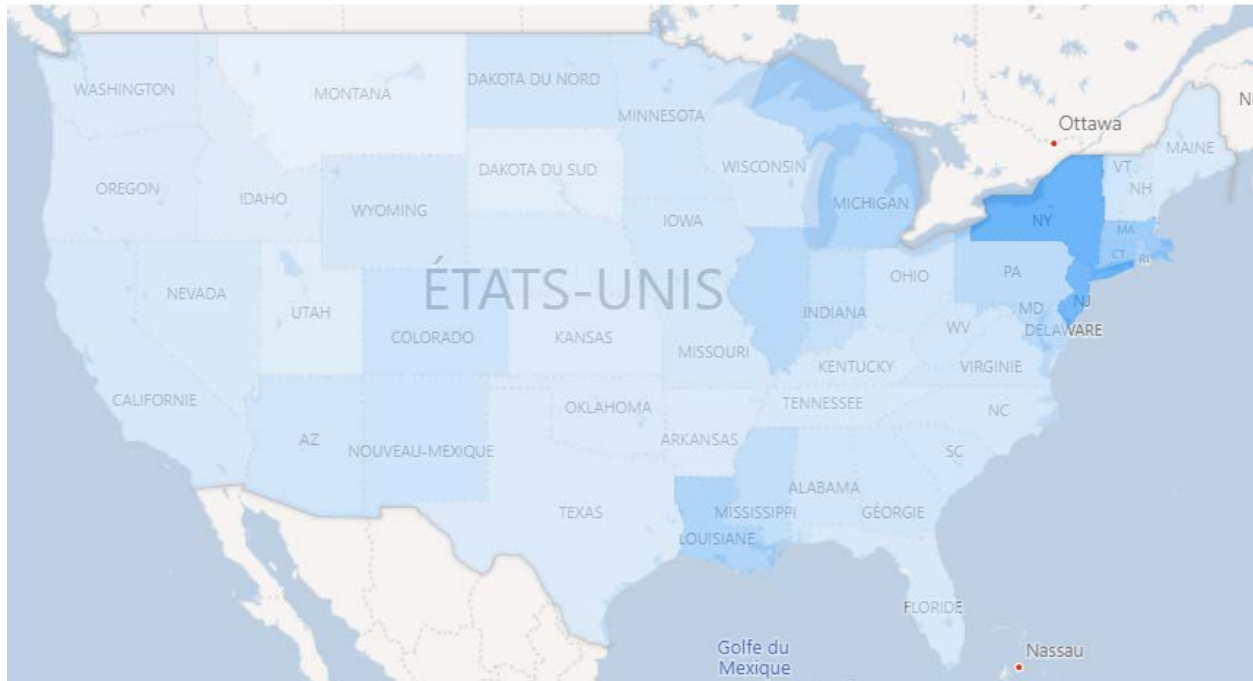 Ottawa
WASHINGTON
MONTANA
DAKOTA DU NORD
MINNESOTA
MAINE
VT
NH
OREGON
IDAHO
WYOMING
DAKOTA DU SUD
WISCONSIN
MICHIGAN
NY
MA
CT
RI
IOWA
NEVADA
UTAH
COLORADO
ÉTATS-UNIS
KANSAS
MISSOURI
INDIANA
OHIO
PA
NJ
MD
DELAWARE
WV
VIRGINIE
KENTUCKY
CALIFORNIE
AZ
NOUVEAU-MEXIQUE
OKLAHOMA
ARKANSAS
TENNESSEE
NC
SC
TEXAS
LOUISIANE
MISSISSIPPI
ALABAMA
GÉORGIE
FLORIDE
Golfe du
Mexique
Nassau